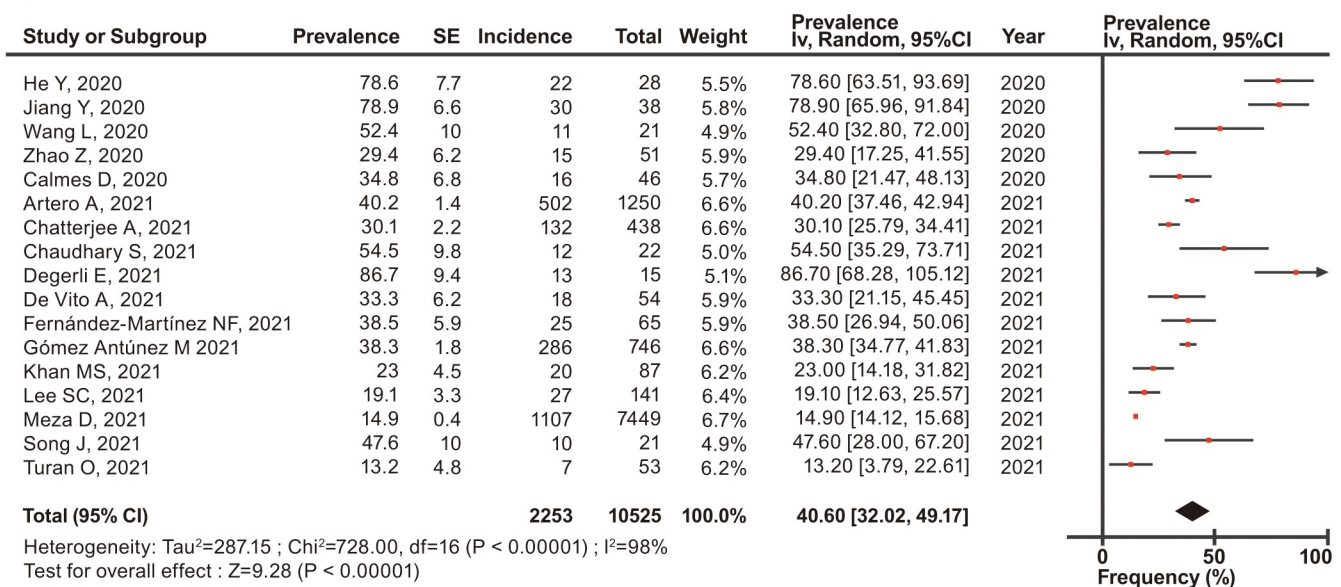 Study or Subgroup Prevalence SE Incidence Total Weight Prevalence Iv, Random, 95%CI Year Prevalence Iv, Random, 95%CI
He Y, 2020 78.6 7.7 22 28 5.5% 78.60 [63.51, 93.69] 2020
Jiang Y, 2020 78.9 6.6 30 38 5.8% 78.90 [65.96, 91.84] 2020
Wang L, 2020 52.4 10 11 21 4.9% 52.40 [32.80, 72.00] 2020
Zhao Z, 2020 29.4 6.2 15 51 5.9% 29.40 [17.25, 41.55] 2020
Calmes D, 2020 34.8 6.8 16 46 5.7% 34.80 [21.47, 48.13] 2020
Artero A, 2021 40.2 1.4 502 1250 6.6% 40.20 [37.46, 42.94] 2021
Chatterjee A, 2021 30.1 2.2 132 438 6.6% 30.10 [25.79, 34.41] 2021
Chaudhary S, 2021 54.5 9.8 12 22 5.0% 54.50 [35.29, 73.71] 2021
Degerli E, 2021 86.7 9.4 13 15 5.1% 86.70 [68.28, 105.12] 2021
De Vito A, 2021 33.3 6.2 18 54 5.9% 33.30 [21.15, 45.45] 2021
Fernández-Martínez NF, 2021 38.5 5.9 25 65 5.9% 38.50 [26.94, 50.06] 2021
Gómez Antúnez M 2021 38.3 1.8 286 746 6.6% 38.30 [34.77, 41.83] 2021
Khan MS, 2021 23 4.5 20 87 6.2% 23.00 [14.18, 31.82] 2021
Lee SC, 2021 19.1 3.3 27 141 6.4% 19.10 [12.63, 25.57] 2021
Meza D, 2021 14.9 0.4 1107 7449 6.7% 14.90 [14.12, 15.68] 2021
Song J, 2021 47.6 10 10 21 4.9% 47.60 [28.00, 67.20] 2021
Turan O, 2021 13.2 4.8 7 53 6.2% 13.20 [3.79, 22.61] 2021
Total (95% CI) 2253 10525 100.0% 40.60 [32.02, 49.17]
Heterogeneity: Tau²=287.15 ; Chi²=728.00, df=16 (P < 0.00001) ; I²=98%
Test for overall effect : Z=9.28 (P < 0.00001)
0 50 100
Frequency (%)